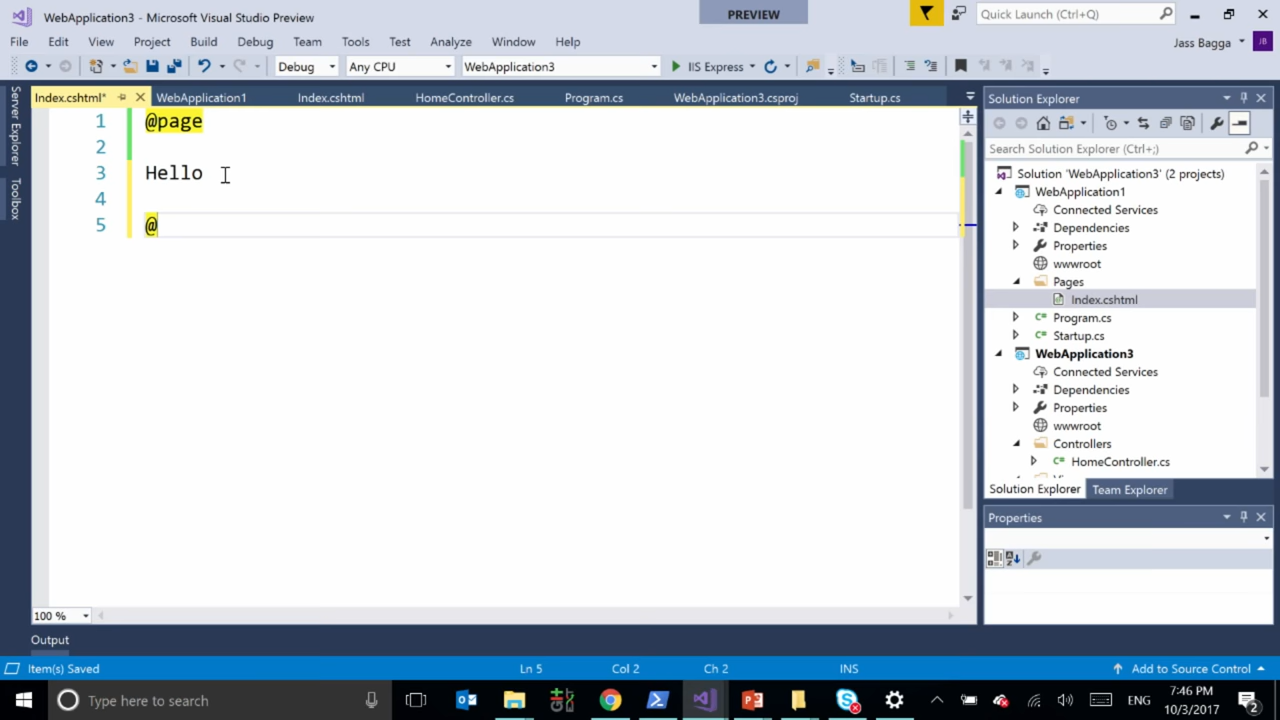 WebApplication3 - Microsoft Visual Studio Preview
PREVIEW
Quick Launch (Ctrl+Q)
File Edit View Project Build Debug Team Tools Test Analyze Window Help
Jass Bagga
JB
Debug Any CPU WebApplication3 IIS Express
Server Explorer
Toolbox
Index.cshtml* WebApplication1 Index.cshtml HomeController.cs Program.cs WebApplication3.csproj Startup.cs
1 @page
2
3 Hello
4
5 @
100 %
Output
Solution Explorer
Search Solution Explorer (Ctrl+;)
Solution 'WebApplication3' (2 projects)
WebApplication1
Connected Services
Dependencies
Properties
wwwroot
Pages
Index.cshtml
C# Program.cs
C# Startup.cs
WebApplication3
Connected Services
Dependencies
Properties
wwwroot
Controllers
C# HomeController.cs
Solution Explorer Team Explorer
Properties
Item(s) Saved Ln 5 Col 2 Ch 2 INS Add to Source Control
Type here to search
ENG
7:46 PM
10/3/2017
2